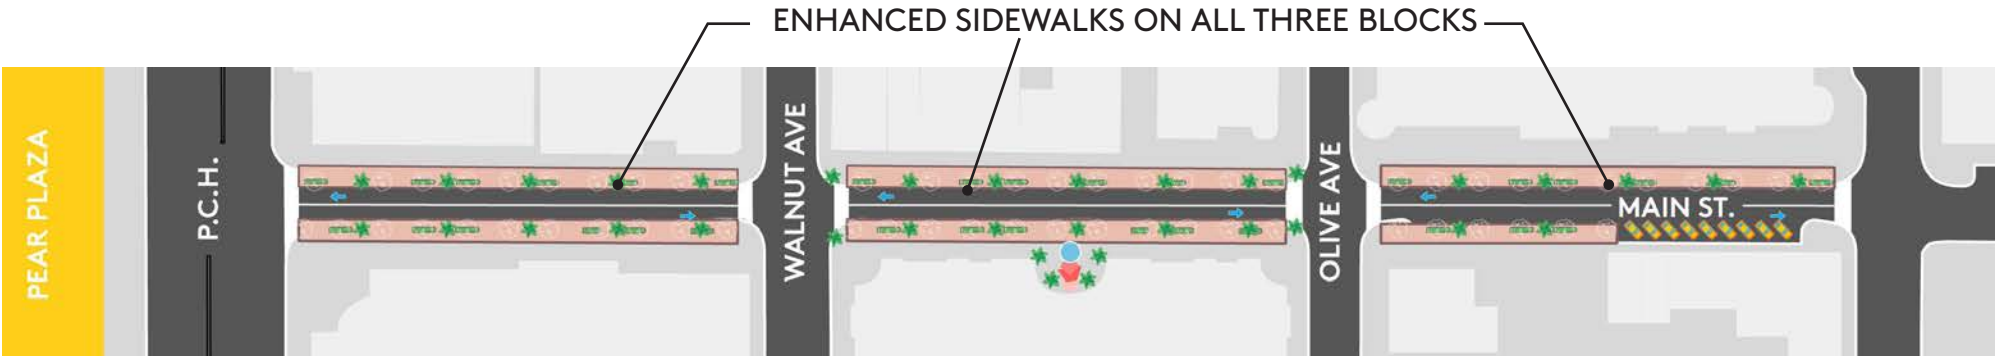 ENHANCED SIDEWALKS ON ALL THREE BLOCKS
PEAR PLAZA
P.C.H.
WALNUT AVE
OLIVE AVE
MAIN ST.